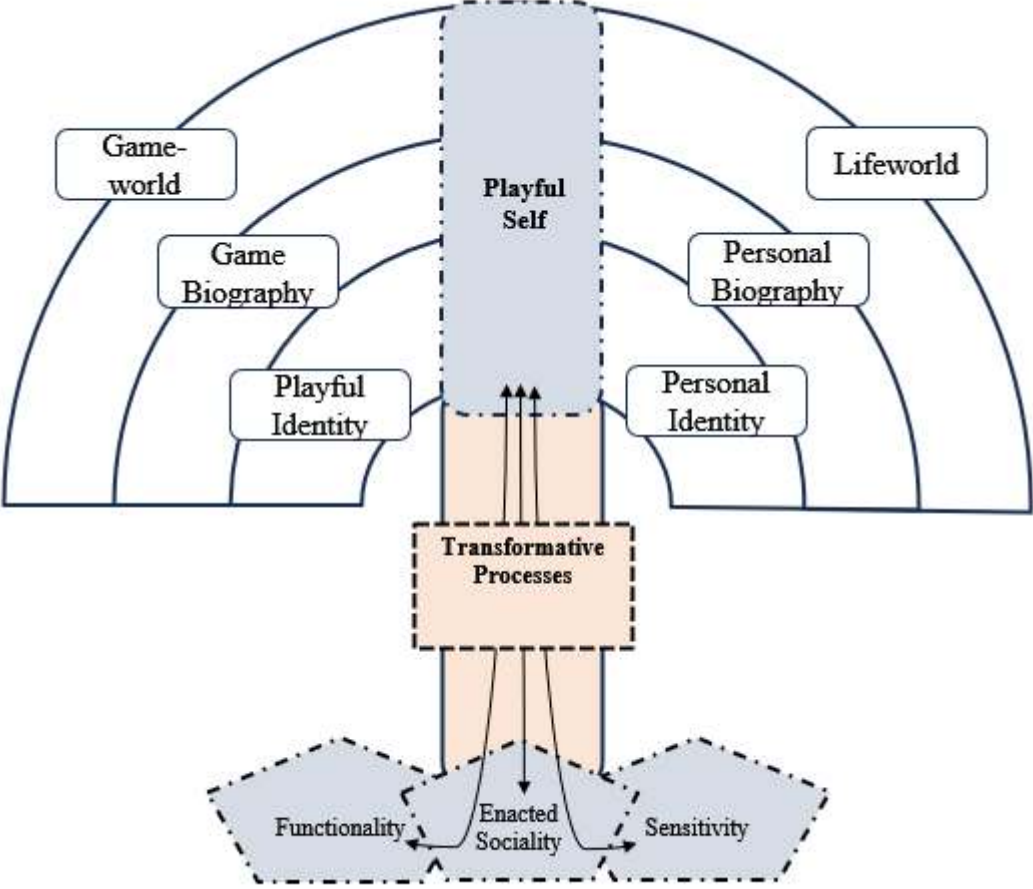 Game-
world
Lifeworld
Playful
Self
Game
Biography
Personal
Biography
Playful
Identity
Personal
Identity
Transformative
Processes
Functionality
Enacted
Sociality
Sensitivity